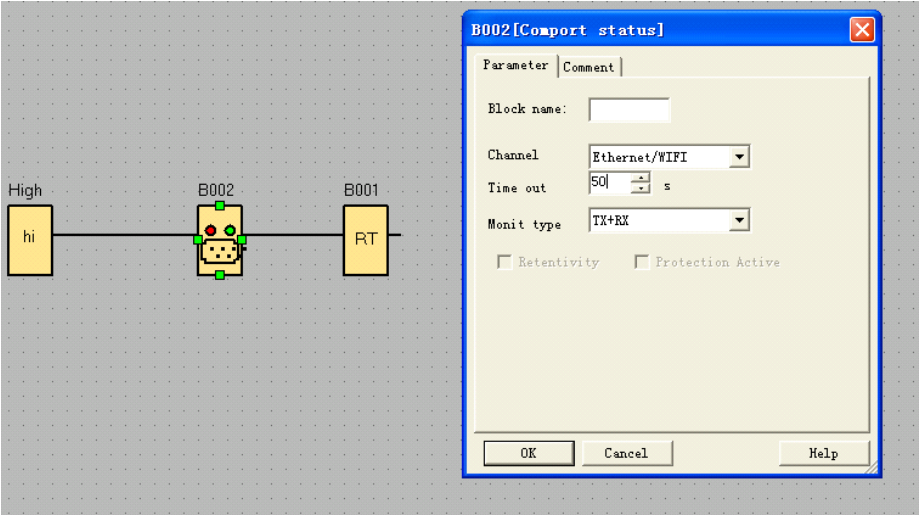 High
B002
B001
hi
RT
B002[Comport status]
Parameter
Comment
Block name:
Channel
Ethernet/WIFI
Time out
50
s
Monit type
TX+RX
Retentivity
Protection Active
OK
Cancel
Help